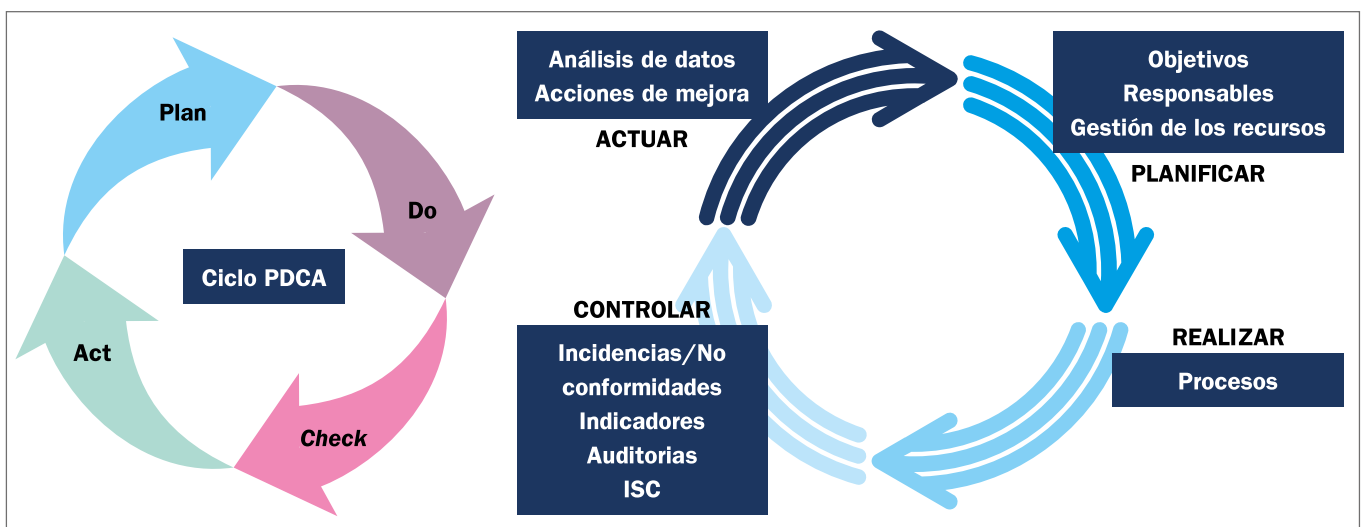 Plan
Do
Ciclo PDCA
Act
Check
Análisis de datos
Acciones de mejora
ACTUAR
Objetivos
Responsables
Gestión de los recursos
PLANIFICAR
CONTROLAR
Incidencias/No
conformidades
Indicadores
Auditorias
ISC
REALIZAR
Procesos